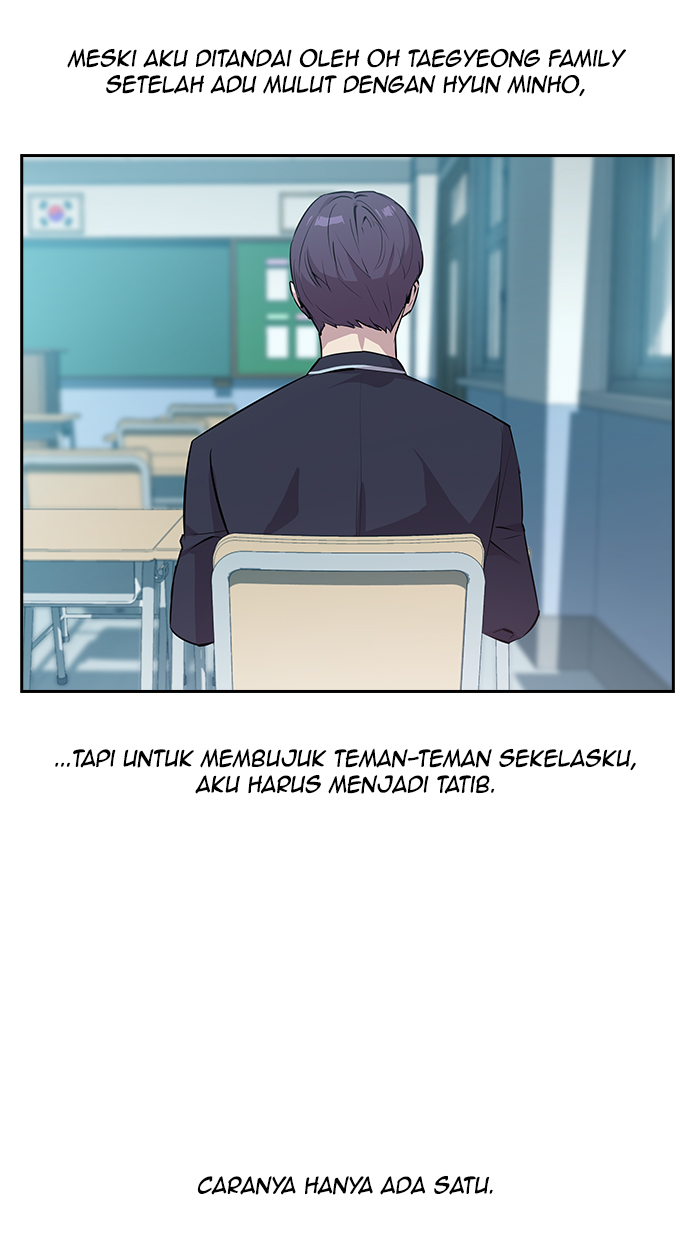 MESKI AKU DITANDAI OLEH OH TAEGYEONG FAMILY
SETELAH ADU MULUT DENGAN HYUN MINHO,
...TAPI UNTUK MEMBUJUK TEMAN-TEMAN SEKELASKU,
AKU HARUS MENJADI TATIB.
CARANYA HANYA ADA SATU.